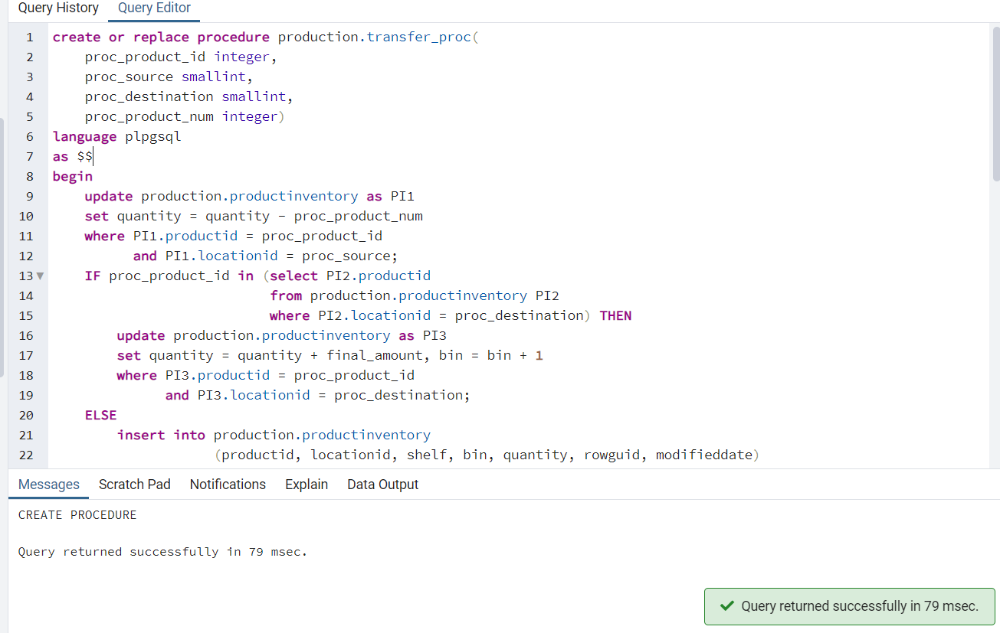 Query History Query Editor
1 create or replace procedure production.transfer_proc(
2 proc_product_id integer,
3 proc_source smallint,
4 proc_destination smallint,
5 proc_product_num integer)
6 language plpgsql
7 as $$
8 begin
9 update production.productinventory as PI1
10 set quantity = quantity - proc_product_num
11 where PI1.productid = proc_product_id
12 and PI1.locationid = proc_source;
13 IF proc_product_id in (select PI2.productid
14 from production.productinventory PI2
15 where PI2.locationid = proc_destination) THEN
16 update production.productinventory as PI3
17 set quantity = quantity + final_amount, bin = bin + 1
18 where PI3.productid = proc_product_id
19 and PI3.locationid = proc_destination;
20 ELSE
21 insert into production.productinventory
22 (productid, locationid, shelf, bin, quantity, rowguid, modifieddate)
Messages Scratch Pad Notifications Explain Data Output
CREATE PROCEDURE
Query returned successfully in 79 msec.
Query returned successfully in 79 msec.